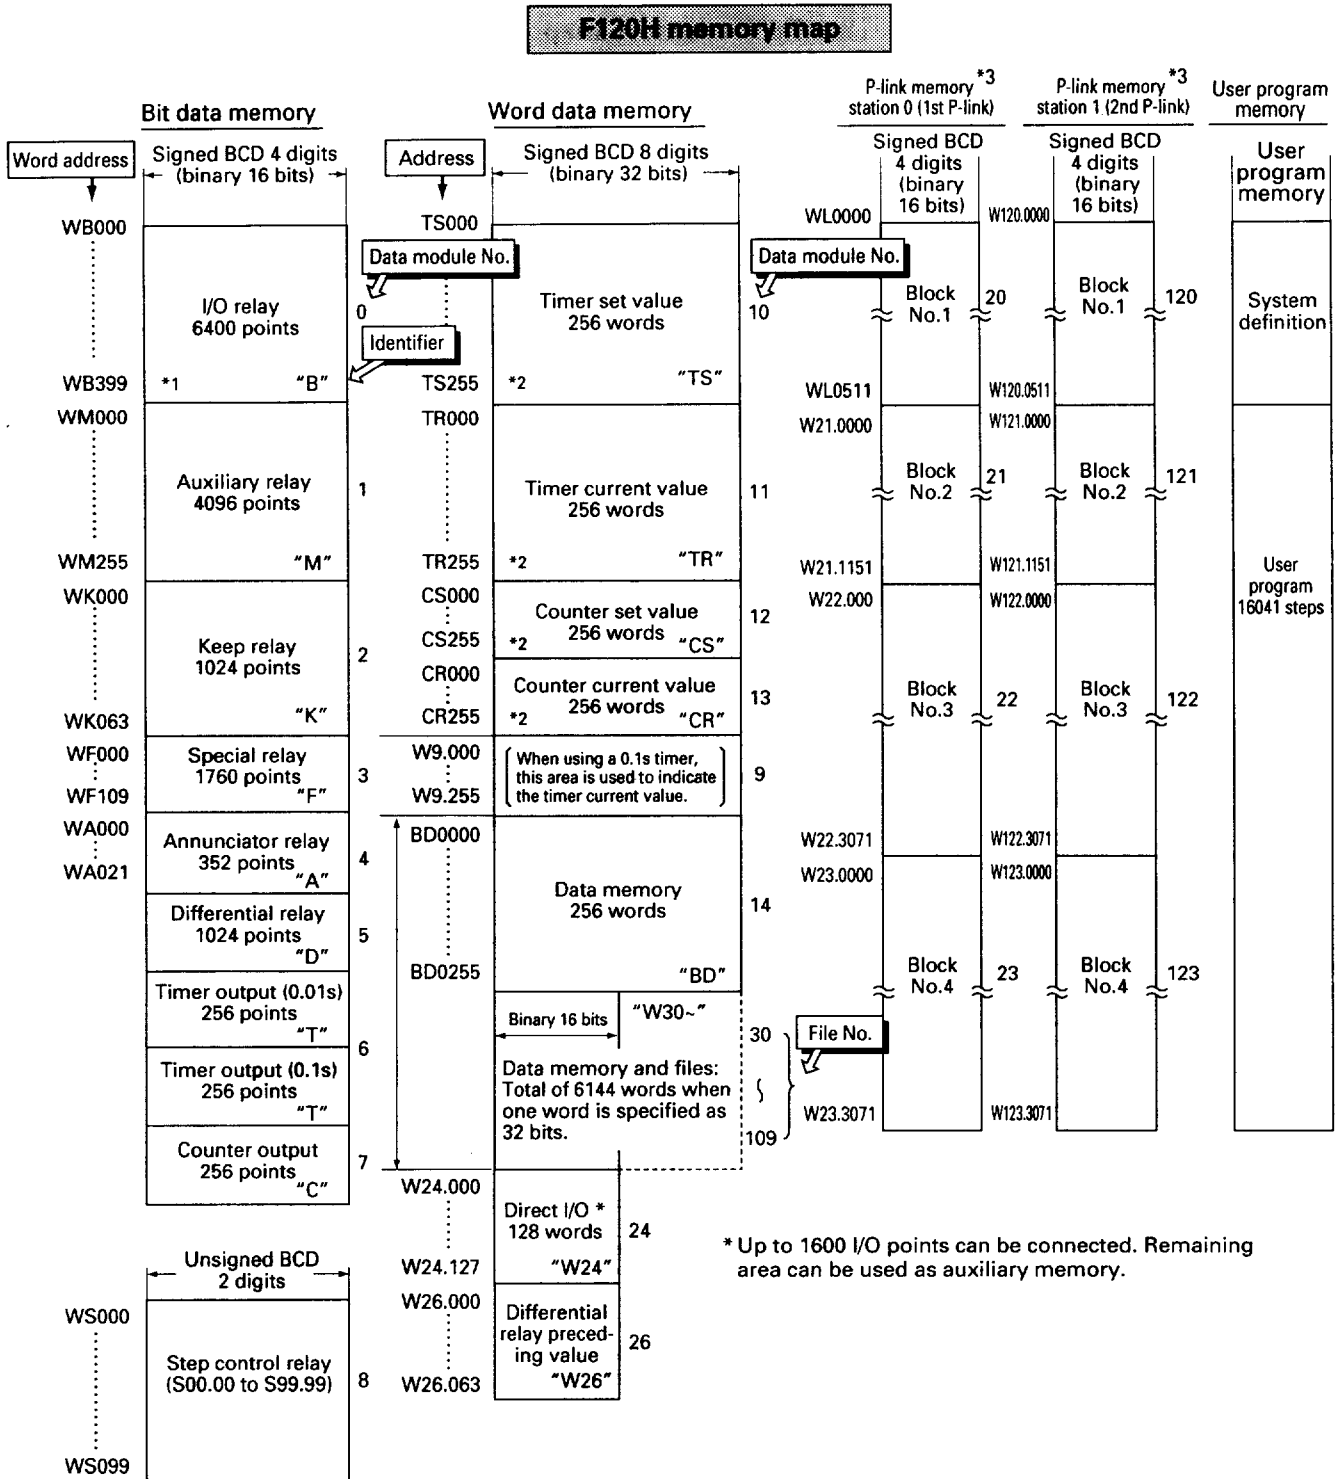 F120H memory map
Bit data memory
Word address
Signed BCD 4 digits
(binary 16 bits)
WB000
I/O relay
6400 points
0
WB399
*1
"B"
WM000
Auxiliary relay
4096 points
1
WM255
"M"
WK000
Keep relay
1024 points
2
WK063
"K"
WF000
Special relay
1760 points
3
WF109
"F"
WA000
Annunciator relay
352 points
4
WA021
"A"
Differential relay
1024 points
5
"D"
Timer output (0.01s)
256 points
"T"
6
Timer output (0.1s)
256 points
"T"
Counter output
256 points
7
"C"
Unsigned BCD
2 digits
WS000
Step control relay
(S00.00 to S99.99)
8
WS099
Word data memory
Address
Signed BCD 8 digits
(binary 32 bits)
TS000
Data module No.
Identifier
Timer set value
256 words
Data module No.
10
TS255
*2
"TS"
TR000
Timer current value
256 words
11
TR255
*2
"TR"
CS000
Counter set value
256 words
12
CS255
*2
"CS"
CR000
Counter current value
256 words
13
CR255
*2
"CR"
W9.000
When using a 0.1s timer,
this area is used to indicate
the timer current value.
9
W9.255
BD0000
Data memory
256 words
14
BD0255
"BD"
Binary 16 bits
"W30~"
30
File No.
Data memory and files:
Total of 6144 words when
one word is specified as
32 bits.
109
W24.000
Direct I/O *
128 words
24
W24.127
"W24"
W26.000
Differential
relay preced-
ing value
26
W26.063
"W26"
P-link memory *3
station 0 (1st P-link)
Signed BCD
4 digits
(binary
16 bits)
WL0000
Block
No.1
20
WL0511
W21.0000
Block
No.2
21
W21.1151
W22.000
Block
No.3
22
W22.3071
W23.0000
Block
No.4
23
W23.3071
P-link memory *3
station 1 (2nd P-link)
Signed BCD
4 digits
(binary
16 bits)
W120.0000
Block
No.1
120
W120.0511
W121.0000
Block
No.2
121
W121.1151
W122.0000
Block
No.3
122
W122.3071
W123.0000
Block
No.4
123
W123.3071
User program
memory
User
program
memory
System
definition
User
program
16041 steps
* Up to 1600 I/O points can be connected. Remaining
area can be used as auxiliary memory.